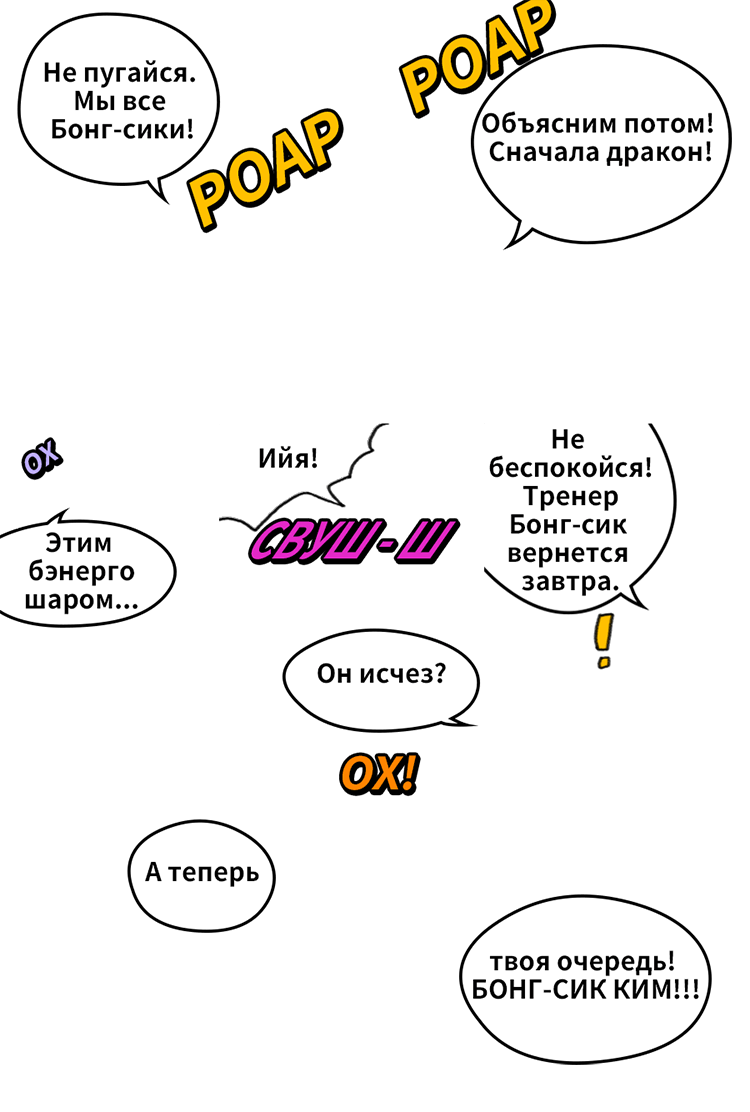 Не пугайся.
Мы все
Бонг-сики!
РОАР
РОАР
Объясним потом!
Сначала дракон!
ОХ
Этим
бэнерго
шаром...
Ийя!
СВУШ - Ш
Не
беспокойся!
Тренер
Бонг-сик
вернется
завтра.
!
Он исчез?
ОХ!
А теперь
твоя очередь!
БОНГ-СИК КИМ!!!